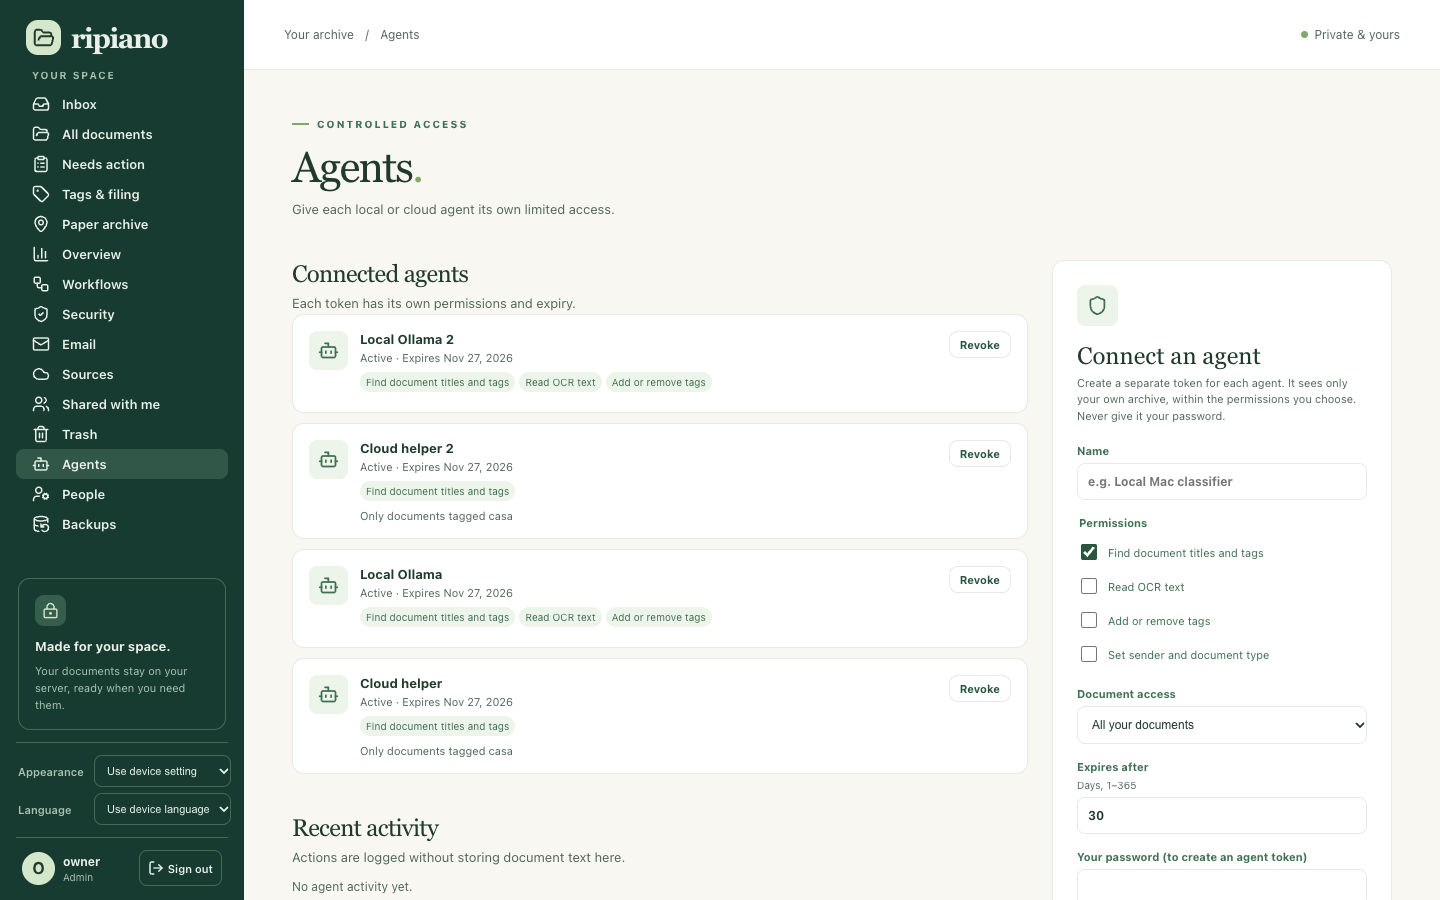 ripiano
YOUR SPACE
Inbox
All documents
Needs action
Tags & filing
Paper archive
Overview
Workflows
Security
Email
Sources
Shared with me
Trash
Agents
People
Backups
Made for your space.
Your documents stay on your
server, ready when you need
them.
Appearance
Use device setting
Language
Use device language
O
owner
Admin
Sign out
Your archive / Agents
Private & yours
CONTROLLED ACCESS
Agents.
Give each local or cloud agent its own limited access.
Connected agents
Each token has its own permissions and expiry.
Local Ollama 2
Revoke
Active · Expires Nov 27, 2026
Find document titles and tags
Read OCR text
Add or remove tags
Cloud helper 2
Revoke
Active · Expires Nov 27, 2026
Find document titles and tags
Only documents tagged casa
Local Ollama
Revoke
Active · Expires Nov 27, 2026
Find document titles and tags
Read OCR text
Add or remove tags
Cloud helper
Revoke
Active · Expires Nov 27, 2026
Find document titles and tags
Only documents tagged casa
Recent activity
Actions are logged without storing document text here.
No agent activity yet.
Connect an agent
Create a separate token for each agent. It sees only
your own archive, within the permissions you choose.
Never give it your password.
Name
e.g. Local Mac classifier
Permissions
Find document titles and tags
Read OCR text
Add or remove tags
Set sender and document type
Document access
All your documents
Expires after
Days, 1–365
30
Your password (to create an agent token)